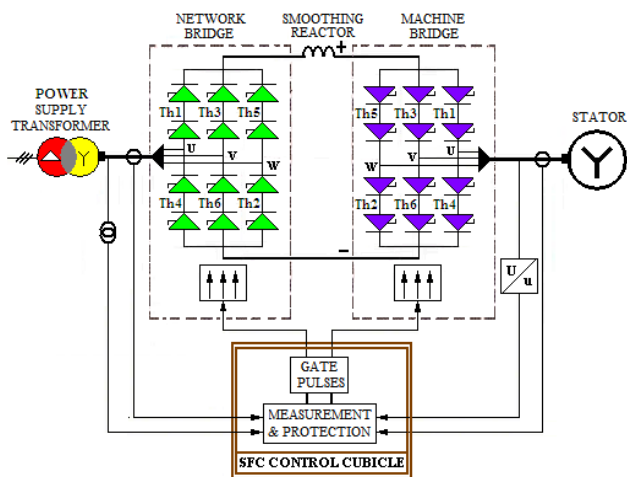 NETWORK
BRIDGE
SMOOTHING
REACTOR
+
MACHINE
BRIDGE
POWER
SUPPLY
TRANSFORMER
Th1
Th3
Th5
U
V
W
Th4
Th6
Th2
Th5
Th3
Th1
W
V
U
Th2
Th6
Th4
STATOR
Y
Y
−
U
u
GATE
PULSES
MEASUREMENT
& PROTECTION
SFC CONTROL CUBICLE